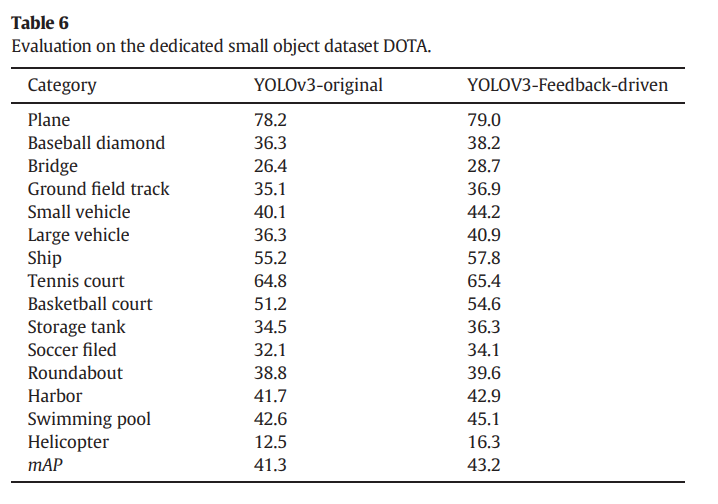 Table 6
Evaluation on the dedicated small object dataset DOTA.
Category YOLOv3-original YOLOV3-Feedback-driven
Plane 78.2 79.0
Baseball diamond 36.3 38.2
Bridge 26.4 28.7
Ground field track 35.1 36.9
Small vehicle 40.1 44.2
Large vehicle 36.3 40.9
Ship 55.2 57.8
Tennis court 64.8 65.4
Basketball court 51.2 54.6
Storage tank 34.5 36.3
Soccer filed 32.1 34.1
Roundabout 38.8 39.6
Harbor 41.7 42.9
Swimming pool 42.6 45.1
Helicopter 12.5 16.3
mAP 41.3 43.2